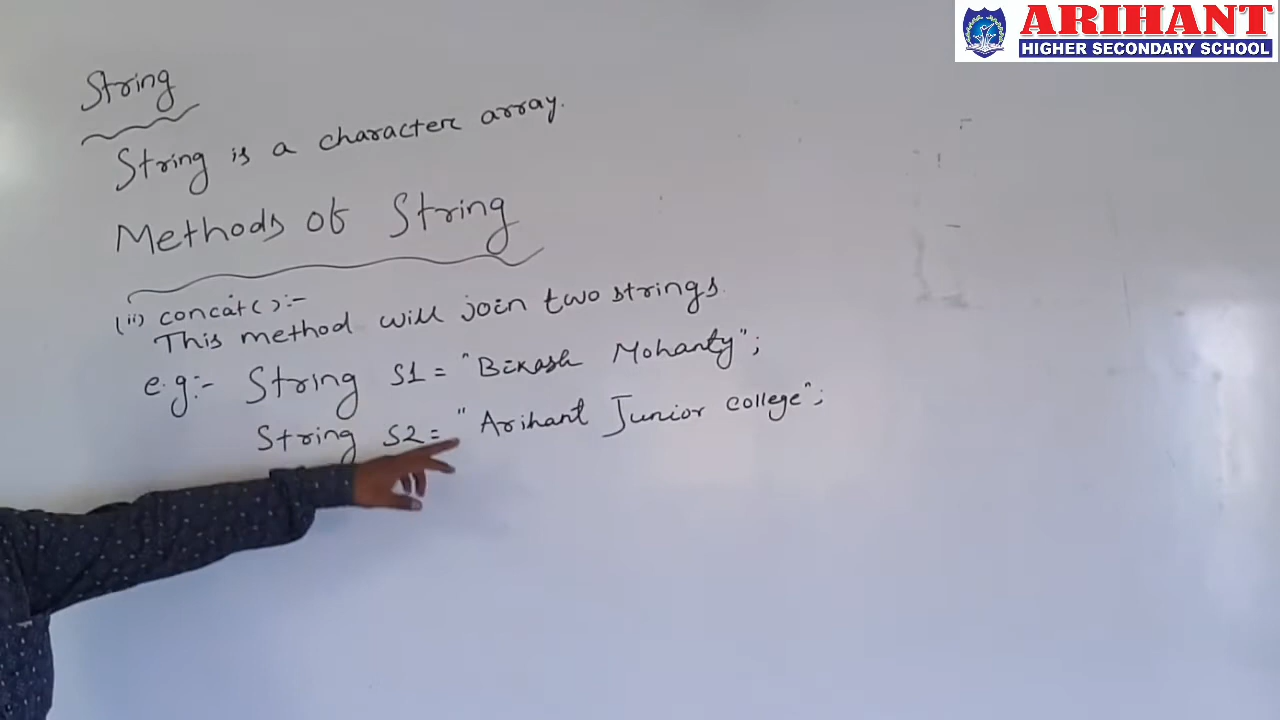 ARIHANT
HIGHER SECONDARY SCHOOL
String
String is a character array.
Methods of String
(ii) concat():-
This method will join two strings.
e.g:- String S1 = "Bikash Mohanty";
String S2 = "Arihant Junior college";